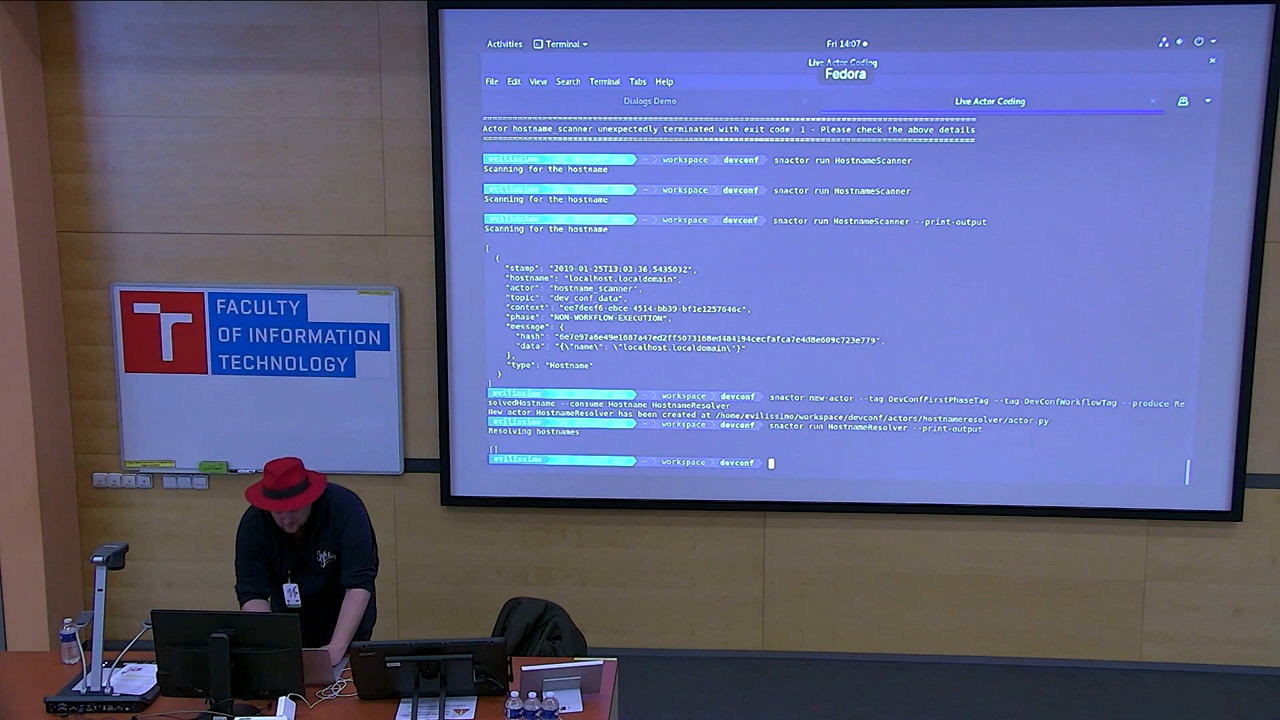 Activities Terminal Fri 14:07
Live Actor Coding
Fedora
File Edit View Search Terminal Tabs Help
Dialogs Demo Live Actor Coding
Actor hostname_scanner unexpectedly terminated with exit code: 1 - Please check the above details
evilissimo ~ workspace devconf snactor run HostnameScanner
Scanning for the hostname
evilissimo ~ workspace devconf snactor run HostnameScanner
Scanning for the hostname
evilissimo ~ workspace devconf snactor run HostnameScanner --print-output
Scanning for the hostname
[
{
"stamp": "2019-01-25T13:03:36.543503Z",
"hostname": "localhost.localdomain",
"actor": "hostname_scanner",
"topic": "dev_conf_data",
"phase": "NON-WORKFLOW-EXECUTION",
"message": {
"data": "{\"name\": \"localhost.localdomain\"}"
},
"type": "Hostname"
}
]
evilissimo ~ workspace devconf snactor new-actor --tag DevConfFirstPhaseTag --tag DevConfWorkflowTag --produce Re
solvedHostname --consume Hostname HostnameResolver
New actor HostnameResolver has been created at /home/evilissimo/workspace/devconf/actors/hostnameresolver/actor.py
evilissimo ~ workspace devconf snactor run HostnameResolver --print-output
Resolving hostnames
[]
evilissimo ~ workspace devconf
FACULTY
OF INFORMATION
TECHNOLOGY